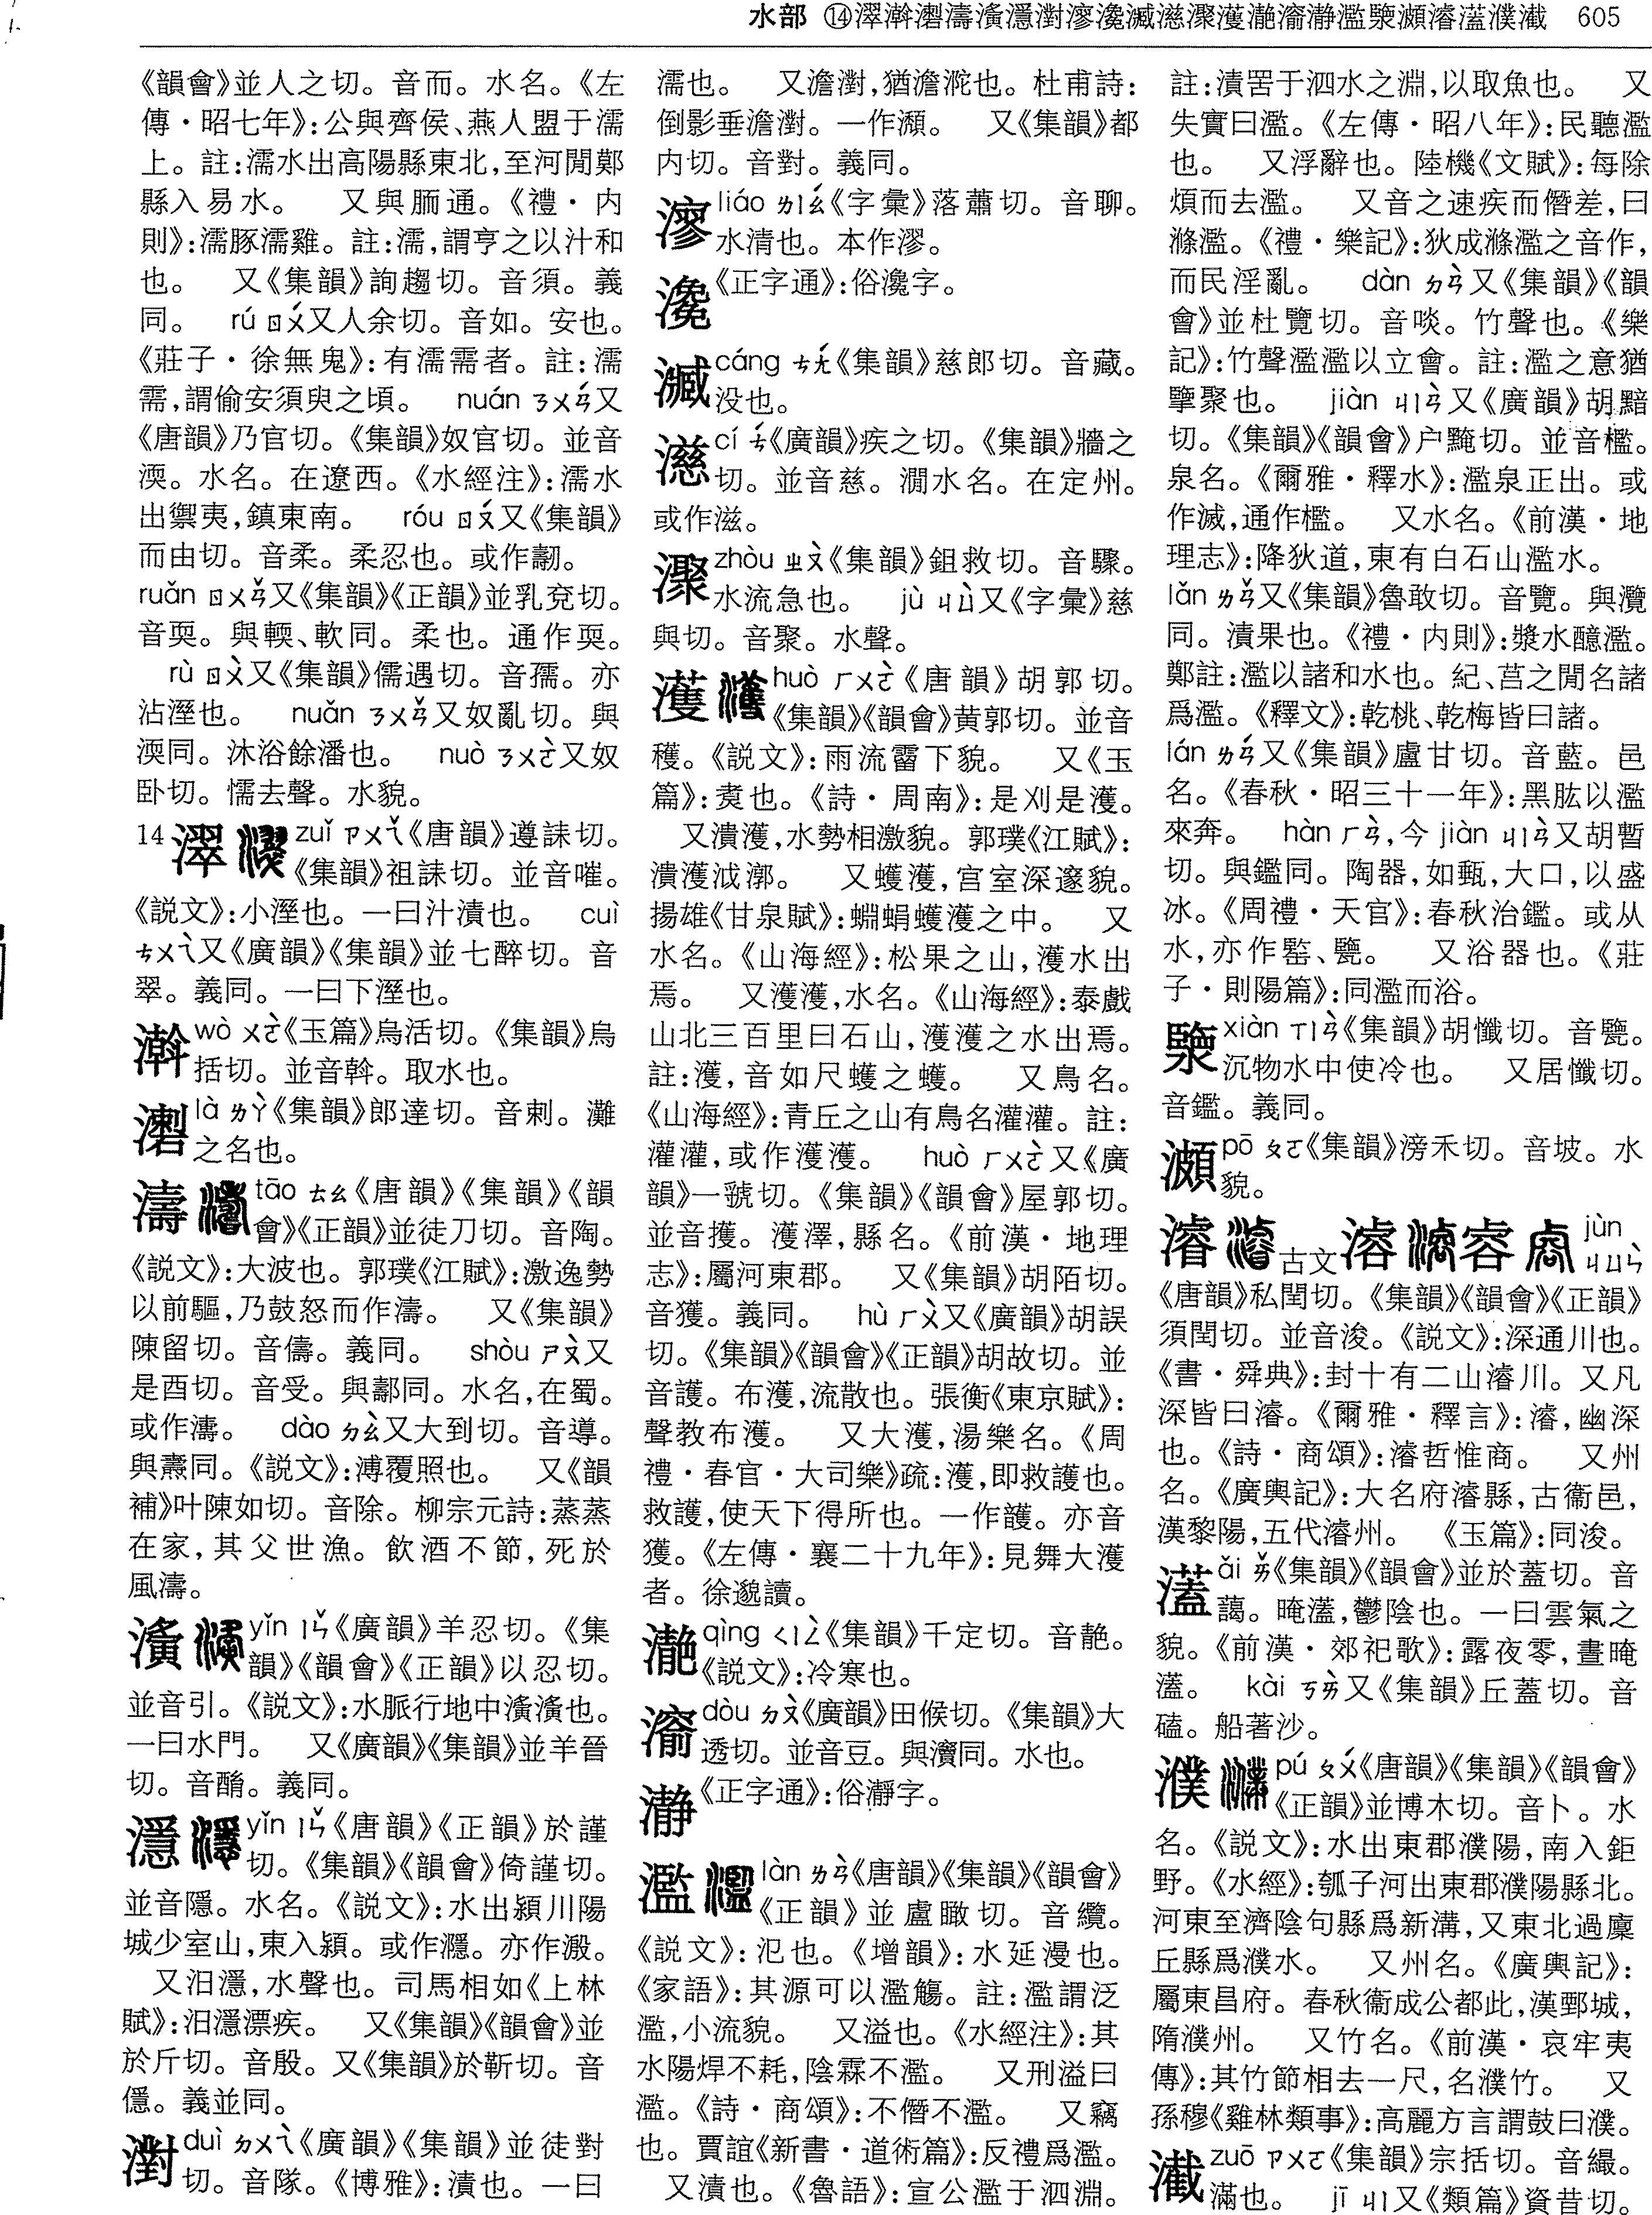 水部 ⑭濢澣濌濤濥濦濧漻瀺濊濨濢濩瀞瀞濫濫瀕濬濭濮濈 605
《韻會》並人之切。音而。水名。《左
傳·昭七年》:公與齊侯、燕人盟于濡
上。註:濡水出高陽縣東北,至河閒鄚
縣入易水。 又與胹通。《禮·内
則》:濡豚濡雞。註:濡,謂亨之以汁和
也。 又《集韻》詢趨切。音須。義
同。 rú ㄖㄨˊ又人余切。音如。安也。
《莊子·徐無鬼》:有濡需者。註:濡
需,謂偷安須臾之頃。 nuán ㄋㄨㄢˊ又
《唐韻》乃官切。《集韻》奴官切。並音
渜。水名。在遼西。《水經注》:濡水
出禦夷,鎮東南。 róu ㄖㄡˊ又《集韻》
而由切。音柔。柔忍也。或作韌。
ruǎn ㄖㄨㄢˇ又《集韻》《正韻》並乳兗切。
音耎。與輭、軟同。柔也。通作耎。
rù ㄖㄨˋ又《集韻》儒遇切。音孺。亦
沾溼也。 nuǎn ㄋㄨㄢˇ又奴亂切。與
渜同。沐浴餘潘也。 nuò ㄋㄨㄛˋ又奴
卧切。懦去聲。水貌。
14 濢 zuǐ ㄗㄨㄟˇ《唐韻》遵誄切。
《集韻》祖誄切。並音嗺。
《説文》:小溼也。一曰汁漬也。 cuì
ㄘㄨㄟˋ又《廣韻》《集韻》並七醉切。音
翠。義同。一曰下溼也。
wò ㄨㄛˋ《玉篇》烏活切。《集韻》烏
括切。並音斡。取水也。
là ㄌㄚˋ《集韻》郎達切。音剌。灘
之名也。
濤 tāo ㄊㄠ《唐韻》《集韻》《韻
會》《正韻》並徒刀切。音陶。
《説文》:大波也。郭璞《江賦》:激逸勢
以前驅,乃鼓怒而作濤。 又《集韻》
陳留切。音儔。義同。 shòu ㄕㄡˋ又
是酉切。音受。與䣫同。水名,在蜀。
或作濤。 dào ㄉㄠˋ又大到切。音導。
與燾同。《説文》:溥覆照也。 又《韻
補》叶陳如切。音除。柳宗元詩:蒸蒸
在家,其父世漁。飲酒不節,死於
風濤。
濥 yǐn ㄧㄣˇ《廣韻》羊忍切。《集
韻》《韻會》《正韻》以忍切。
並音引。《説文》:水脈行地中濥濥也。
一曰水門。 又《廣韻》《集韻》並羊晉
切。音酳。義同。
濦 yǐn ㄧㄣˇ《唐韻》《正韻》於謹
切。《集韻》《韻會》倚謹切。
並音隱。水名。《説文》:水出潁川陽
城少室山,東入潁。或作濦。亦作溵。
又汨濦,水聲也。司馬相如《上林
賦》:汨濦漂疾。 又《集韻》《韻會》並
於斤切。音殷。又《集韻》於靳切。音
㒚。義並同。
濧 duì ㄉㄨㄟˋ《廣韻》《集韻》並徒對
切。音隊。《博雅》:漬也。一曰
濡也。 又澹濧,猶澹沱也。杜甫詩:
倒影垂澹濧。一作澦。 又《集韻》都
内切。音對。義同。
liáo ㄌㄧㄠˊ《字彙》落蕭切。音聊。
水清也。本作漻。
《正字通》:俗瀺字。
cáng ㄘㄤˊ《集韻》慈郎切。音藏。
没也。
濨 cí ㄘˊ《廣韻》疾之切。《集韻》牆之
切。並音慈。㵎水名。在定州。
或作滋。
zhòu ㄓㄡˋ《集韻》鉏救切。音驟。
水流急也。 jù ㄐㄩˋ又《字彙》慈
與切。音聚。水聲。
濩 huò ㄏㄨㄛˋ《唐韻》胡郭切。
《集韻》《韻會》黄郭切。並音
穫。《説文》:雨流霤下貌。 又《玉
篇》:煑也。《詩·周南》:是刈是濩。
又潰濩,水勢相激貌。郭璞《江賦》:
潰濩泧漷。 又蠖濩,宫室深邃貌。
揚雄《甘泉賦》:蜵蜎蠖濩之中。 又
水名。《山海經》:松果之山,濩水出
焉。 又濩濩,水名。《山海經》:泰戲
山北三百里曰石山,濩濩之水出焉。
註:濩,音如尺蠖之蠖。 又鳥名。
《山海經》:青丘之山有鳥名灌灌。註:
灌灌,或作濩濩。 huò ㄏㄨㄛˋ又《廣
韻》一虢切。《集韻》《韻會》屋郭切。
並音擭。濩澤,縣名。《前漢·地理
志》:屬河東郡。 又《集韻》胡陌切。
音獲。義同。 hù ㄏㄨˋ又《廣韻》胡誤
切。《集韻》《韻會》《正韻》胡故切。並
音護。布濩,流散也。張衡《東京賦》:
聲教布濩。 又大濩,湯樂名。《周
禮·春官·大司樂》疏:濩,即救護也。
救護,使天下得所也。一作頀。亦音
獲。《左傳·襄二十九年》:見舞大濩
者。徐邈讀。
qìng ㄑㄧㄥˋ《集韻》千定切。音艴。
《説文》:冷寒也。
dòu ㄉㄡˋ《廣韻》田候切。《集韻》大
透切。並音豆。與瀆同。水也。
《正字通》:俗瀞字。
濫 làn ㄌㄢˋ《唐韻》《集韻》《韻會》
《正韻》並盧瞰切。音纜。
《説文》:氾也。《增韻》:水延漫也。
《家語》:其源可以濫觴。註:濫謂泛
濫,小流貌。 又溢也。《水經注》:其
水陽焊不耗,陰霖不濫。 又刑溢曰
濫。《詩·商頌》:不僭不濫。 又竊
也。賈誼《新書·道術篇》:反禮爲濫。
又漬也。《魯語》:宣公濫于泗淵。
註:漬罟于泗水之淵,以取魚也。 又
失實曰濫。《左傳·昭八年》:民聽濫
也。 又浮辭也。陸機《文賦》:每除
煩而去濫。 又音之速疾而僭差,曰
滌濫。《禮·樂記》:狄成滌濫之音作,
而民淫亂。 dàn ㄉㄢˋ又《集韻》《韻
會》並杜覽切。音啖。竹聲也。《樂
記》:竹聲濫濫以立會。註:濫之意猶
擥聚也。 jiàn ㄐㄧㄢˋ又《廣韻》胡黤
切。《集韻》《韻會》户黤切。並音檻。
泉名。《爾雅·釋水》:濫泉正出。或
作㵎,通作檻。 又水名。《前漢·地
理志》:降狄道,東有白石山濫水。
lǎn ㄌㄢˇ又《集韻》魯敢切。音覽。與灠
同。漬果也。《禮·内則》:漿水醷濫。
鄭註:濫以諸和水也。紀、莒之閒名諸
爲濫。《釋文》:乾桃、乾梅皆曰諸。
lán ㄌㄢˊ又《集韻》盧甘切。音藍。邑
名。《春秋·昭三十一年》:黑肱以濫
來奔。 hàn ㄏㄢˋ,今 jiàn ㄐㄧㄢˋ又胡暫
切。與鑑同。陶器,如甄,大口,以盛
冰。《周禮·天官》:春秋治鑑。或从
水,亦作䀋、㽉。 又浴器也。《莊
子·則陽篇》:同濫而浴。
xiàn ㄒㄧㄢˋ《集韻》胡懺切。音㽉。
沉物水中使冷也。 又居懺切。
音鑑。義同。
pō ㄆㄛ《集韻》滂禾切。音坡。水
貌。
濬 古文 濬 容 jùn
ㄐㄩㄣˋ
《唐韻》私閏切。《集韻》《韻會》《正韻》
須閏切。並音浚。《説文》:深通川也。
《書·舜典》:封十有二山濬川。又凡
深皆曰濬。《爾雅·釋言》:濬,幽深
也。《詩·商頌》:濬哲惟商。 又州
名。《廣輿記》:大名府濬縣,古衛邑,
漢黎陽,五代濬州。 《玉篇》:同浚。
濭 ǎi ㄞˇ《集韻》《韻會》並於蓋切。音
藹。晻濭,鬱陰也。一曰雲氣之
貌。《前漢·郊祀歌》:露夜零,晝晻
濭。 kài ㄎㄞˋ又《集韻》丘蓋切。音
磕。船著沙。
濮 pú ㄆㄨˊ《唐韻》《集韻》《韻會》
《正韻》並博木切。音卜。水
名。《説文》:水出東郡濮陽,南入鉅
野。《水經》:瓠子河出東郡濮陽縣北。
河東至濟陰句縣爲新溝,又東北過廩
丘縣爲濮水。 又州名。《廣輿記》:
屬東昌府。春秋衞成公都此,漢鄄城,
隋濮州。 又竹名。《前漢·哀牢夷
傳》:其竹節相去一尺,名濮竹。 又
孫穆《雞林類事》:高麗方言謂鼓曰濮。
zuō ㄗㄨㄛ《集韻》宗括切。音繓。
滿也。 jī ㄐㄧ又《類篇》資昔切。